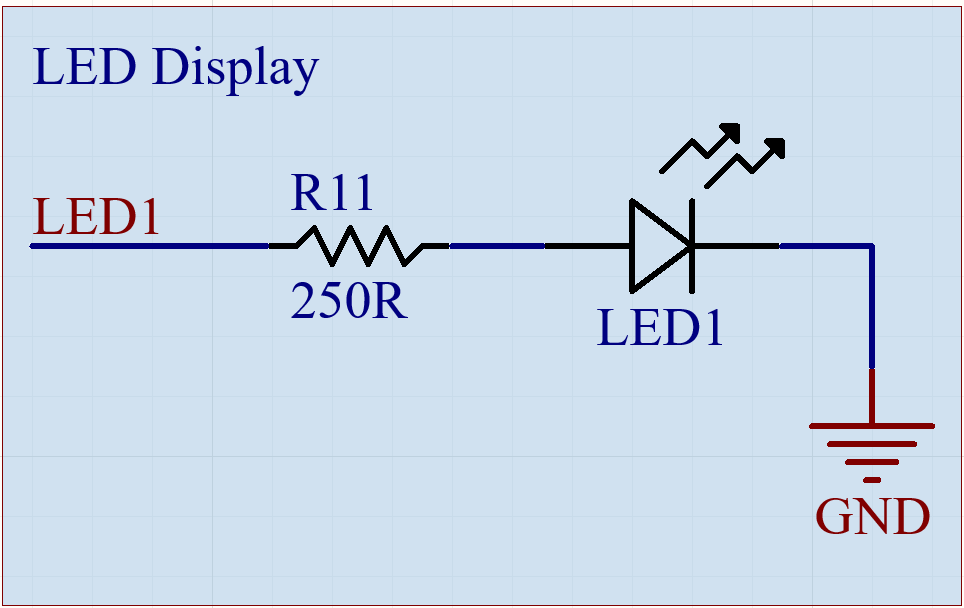 LED Display
LED1
R11
250R
LED1
GND